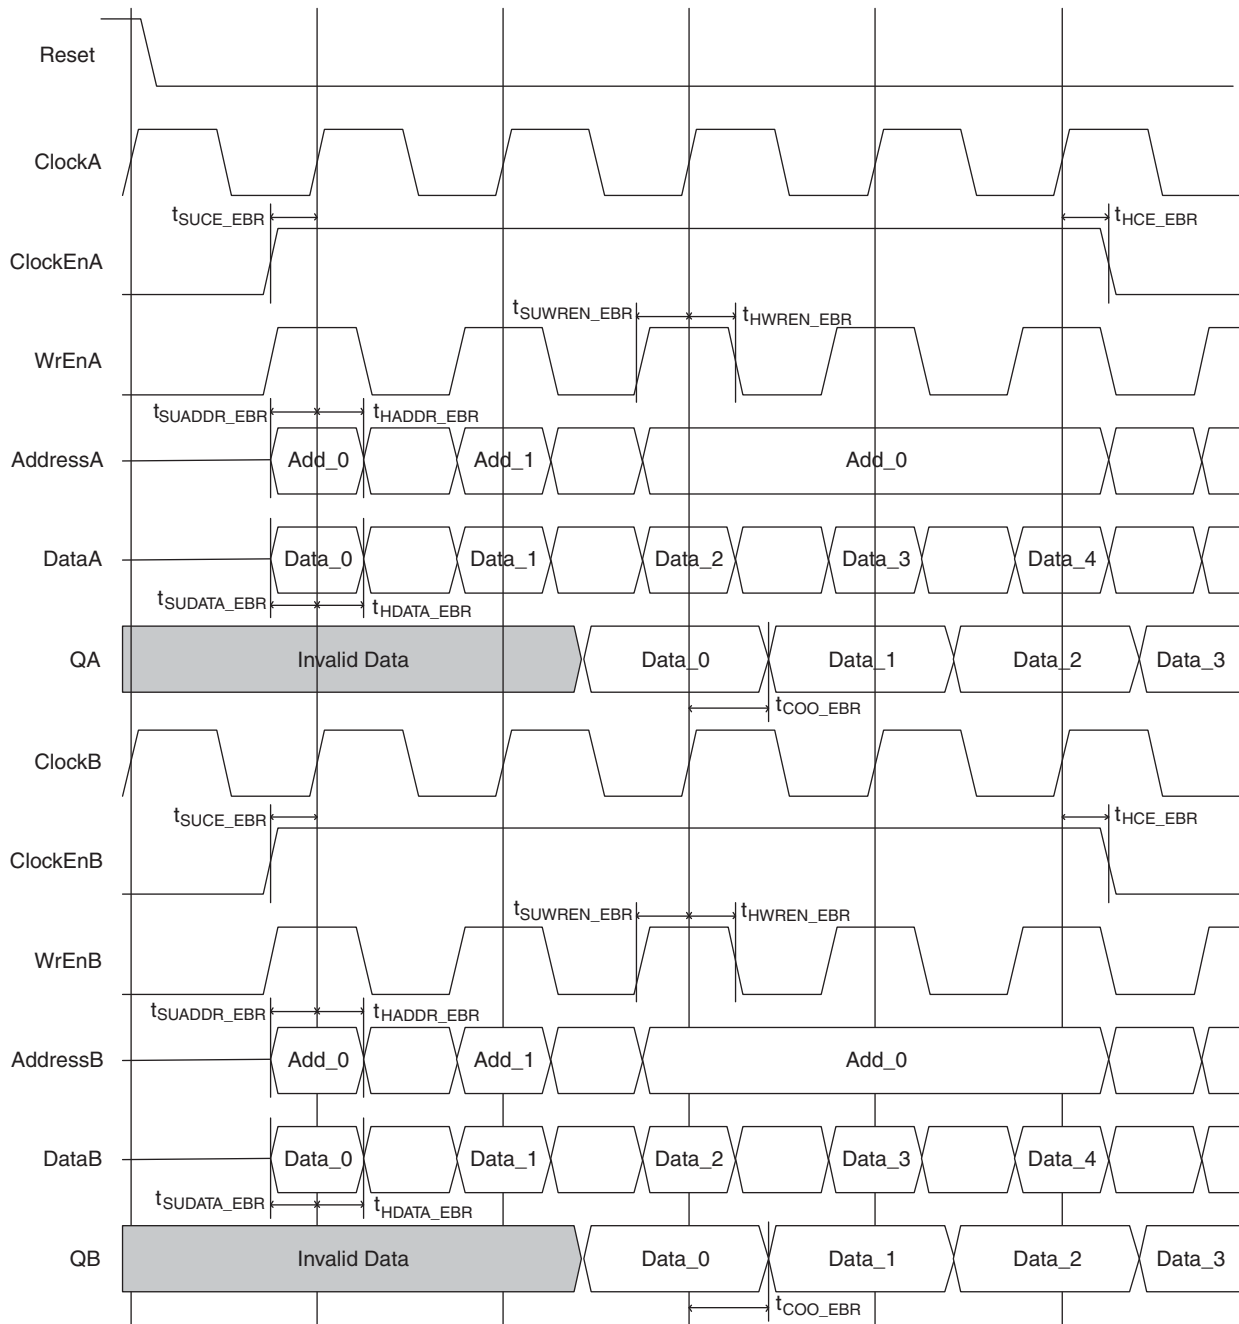 Reset
ClockA
tSUCE_EBR
tHCE_EBR
ClockEnA
tSUWREN_EBR
tHWREN_EBR
WrEnA
tSUADDR_EBR
tHADDR_EBR
AddressA
Add_0
Add_1
Add_0
DataA
Data_0
Data_1
Data_2
Data_3
Data_4
tSUDATA_EBR
tHDATA_EBR
QA
Invalid Data
Data_0
Data_1
Data_2
Data_3
tCOO_EBR
ClockB
tSUCE_EBR
tHCE_EBR
ClockEnB
tSUWREN_EBR
tHWREN_EBR
WrEnB
tSUADDR_EBR
tHADDR_EBR
AddressB
Add_0
Add_1
Add_0
DataB
Data_0
Data_1
Data_2
Data_3
Data_4
tSUDATA_EBR
tHDATA_EBR
QB
Invalid Data
Data_0
Data_1
Data_2
Data_3
tCOO_EBR